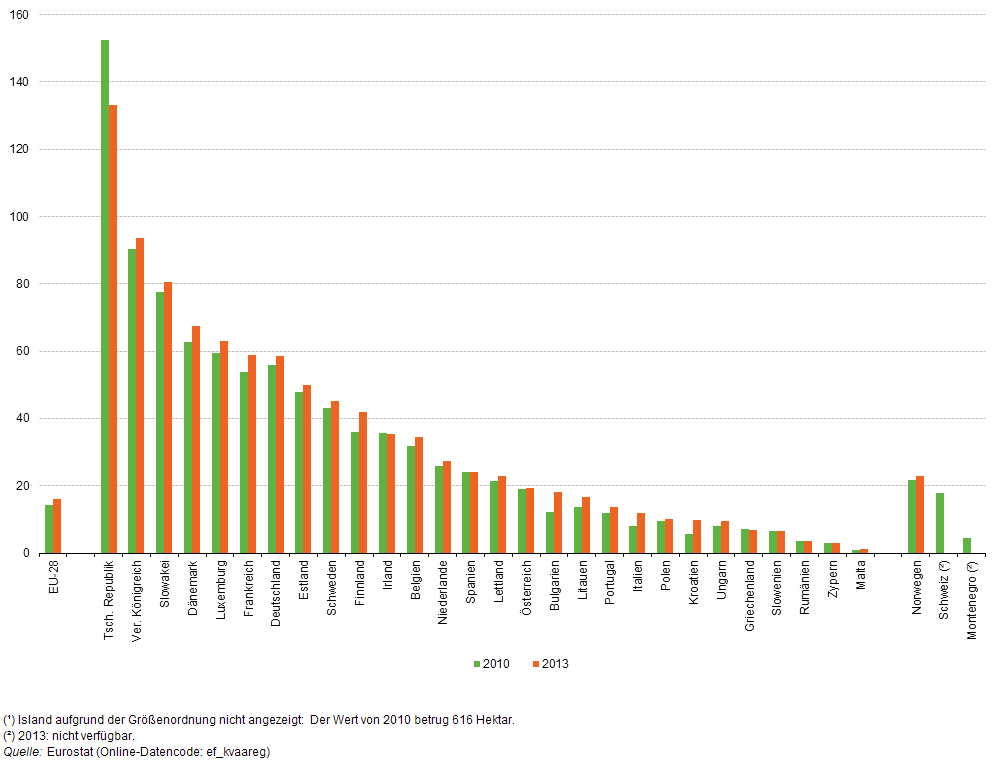 160
140
120
100
80
60
40
20
0
EU-28
Tsch. Republik
Ver. Königreich
Slowakei
Dänemark
Luxemburg
Frankreich
Deutschland
Estland
Schweden
Finnland
Irland
Belgien
Niederlande
Spanien
Lettland
Österreich
Bulgarien
Litauen
Portugal
Italien
Polen
Kroatien
Ungarn
Griechenland
Slowenien
Rumänien
Zypern
Malta
Norwegen
Schweiz (²)
Montenegro (²)
2010 2013
(¹) Island aufgrund der Größenordnung nicht angezeigt: Der Wert von 2010 betrug 616 Hektar.
(²) 2013: nicht verfügbar.
Quelle: Eurostat (Online-Datencode: ef_kvaareg)